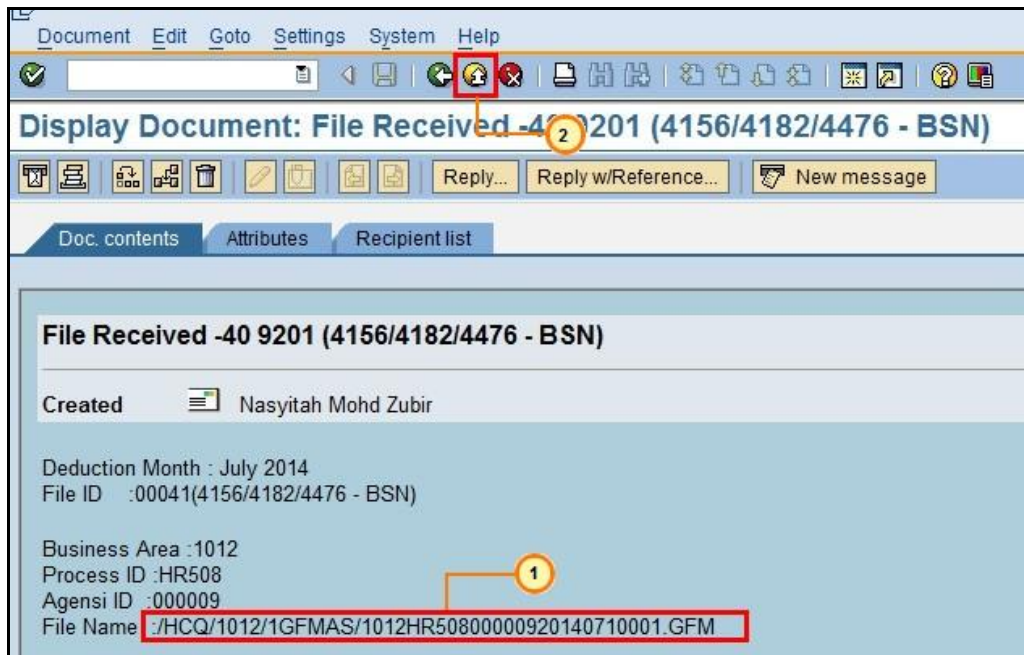 Document Edit Goto Settings System Help
Display Document: File Received -40 9201 (4156/4182/4476 - BSN)
2
Reply... Reply w/Reference... New message
Doc. contents Attributes Recipient list
File Received -40 9201 (4156/4182/4476 - BSN)
Created Nasyitah Mohd Zubir
Deduction Month : July 2014
File ID :00041(4156/4182/4476 - BSN)
Business Area :1012
Process ID :HR508
1
Agensi ID :000009
File Name :/HCQ/1012/1GFMAS/1012HR50800000920140710001.GFM